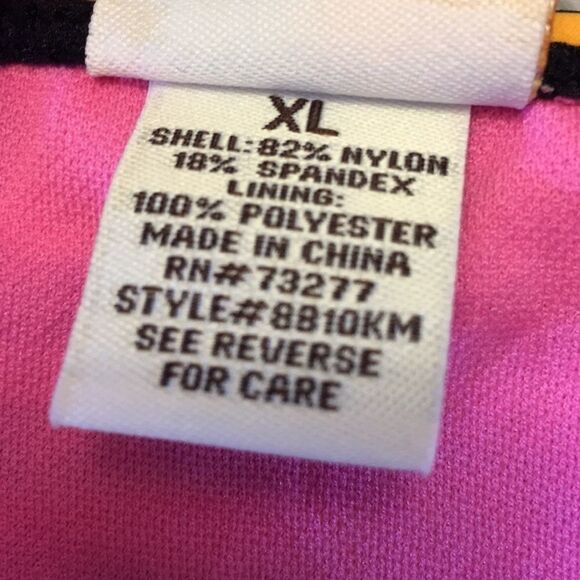 XL
SHELL: 82% NYLON
18% SPANDEX
LINING:
100% POLYESTER
MADE IN CHINA
RN#73277
STYLE#8B10KM
SEE REVERSE
FOR CARE